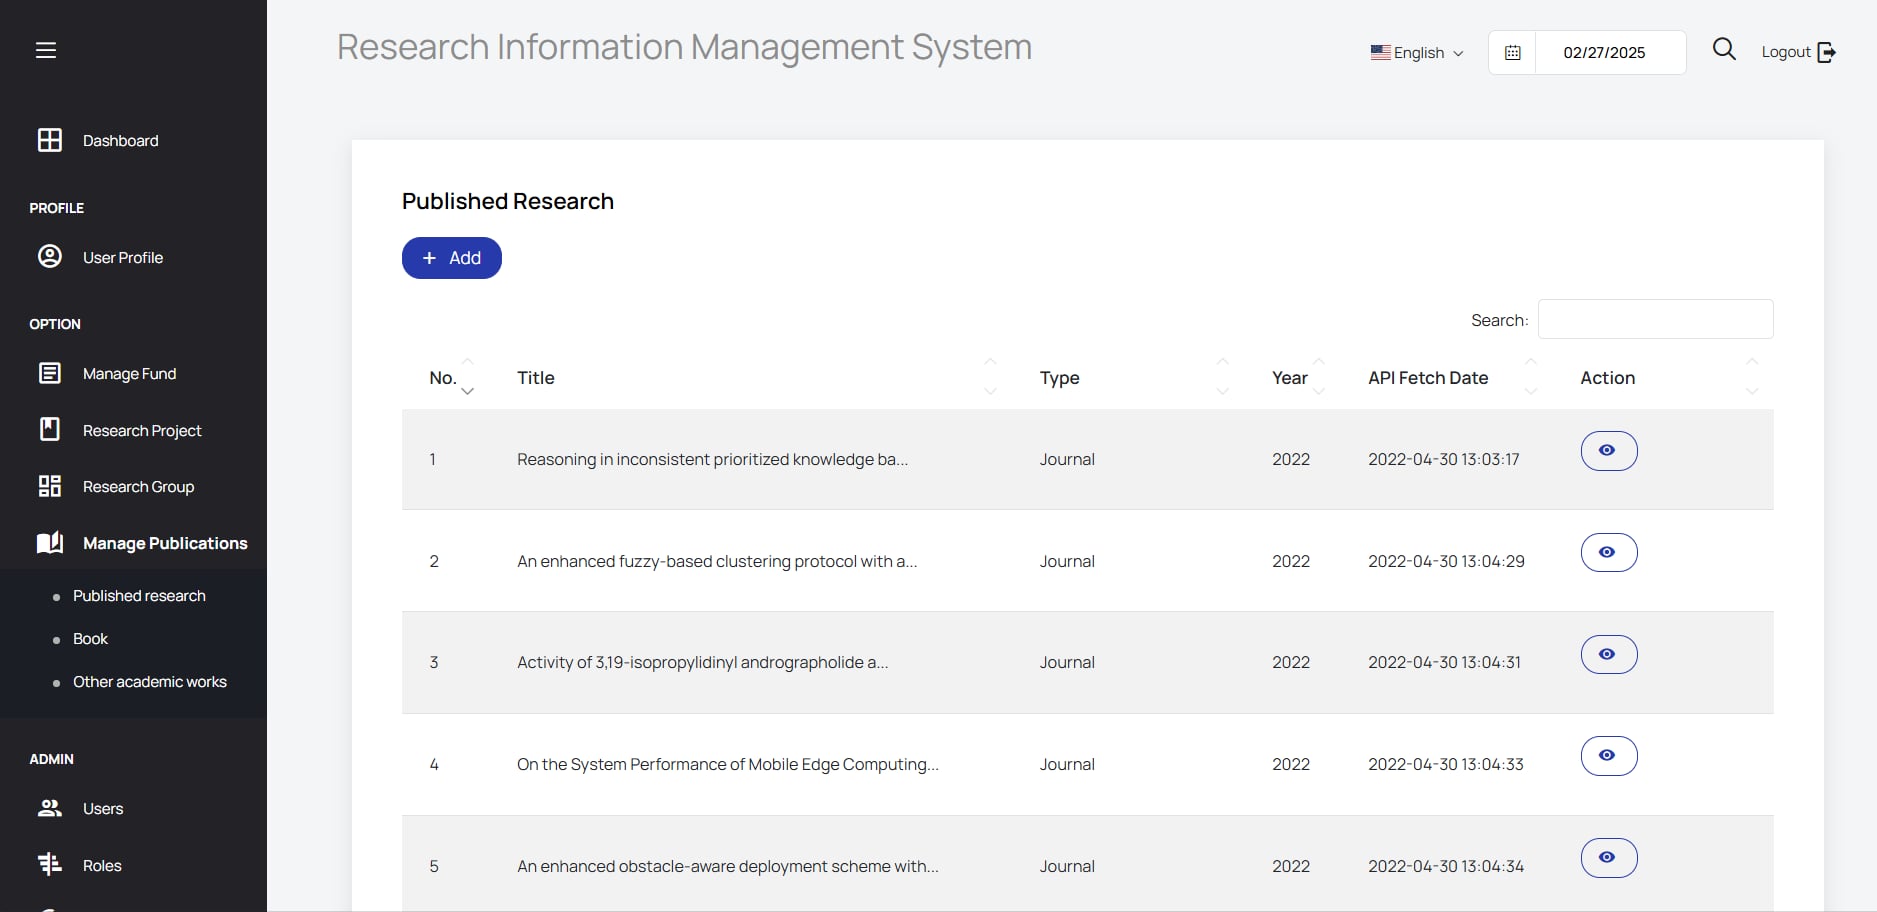 Research Information Management System
English
02/27/2025
Logout
Dashboard
PROFILE
User Profile
OPTION
Manage Fund
Research Project
Research Group
Manage Publications
Published research
Book
Other academic works
ADMIN
Users
Roles
Published Research
+ Add
Search:
No. Title Type Year API Fetch Date Action
1 Reasoning in inconsistent prioritized knowledge ba... Journal 2022 2022-04-30 13:03:17
2 An enhanced fuzzy-based clustering protocol with a... Journal 2022 2022-04-30 13:04:29
3 Activity of 3,19-isopropylidinyl andrographolide a... Journal 2022 2022-04-30 13:04:31
4 On the System Performance of Mobile Edge Computing... Journal 2022 2022-04-30 13:04:33
5 An enhanced obstacle-aware deployment scheme with... Journal 2022 2022-04-30 13:04:34